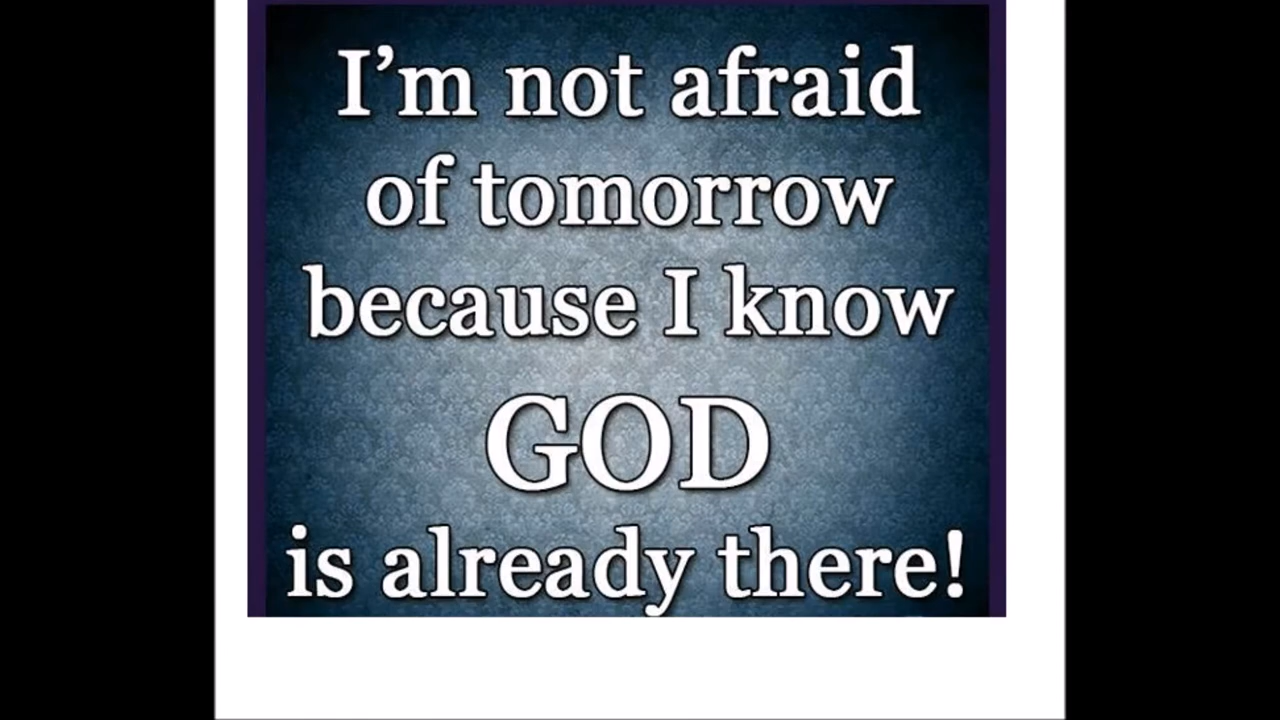 I’m not afraid
of tomorrow
because I know
GOD
is already there!